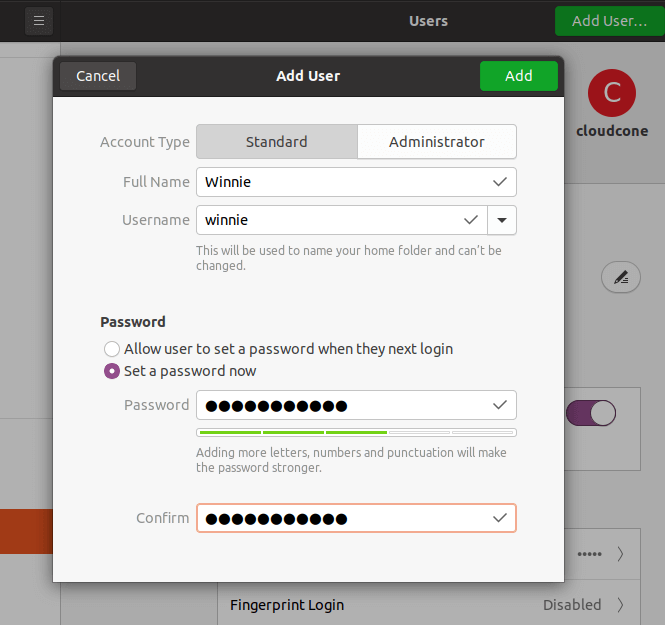 Users
Add User...
Cancel
Add User
Add
C
cloudcone
Account Type
Standard
Administrator
Full Name
Winnie
Username
winnie
This will be used to name your home folder and can't be
changed.
Password
Allow user to set a password when they next login
Set a password now
Password
●●●●●●●●●●●
Adding more letters, numbers and punctuation will make
the password stronger.
Confirm
●●●●●●●●●●●
•••••
Fingerprint Login
Disabled